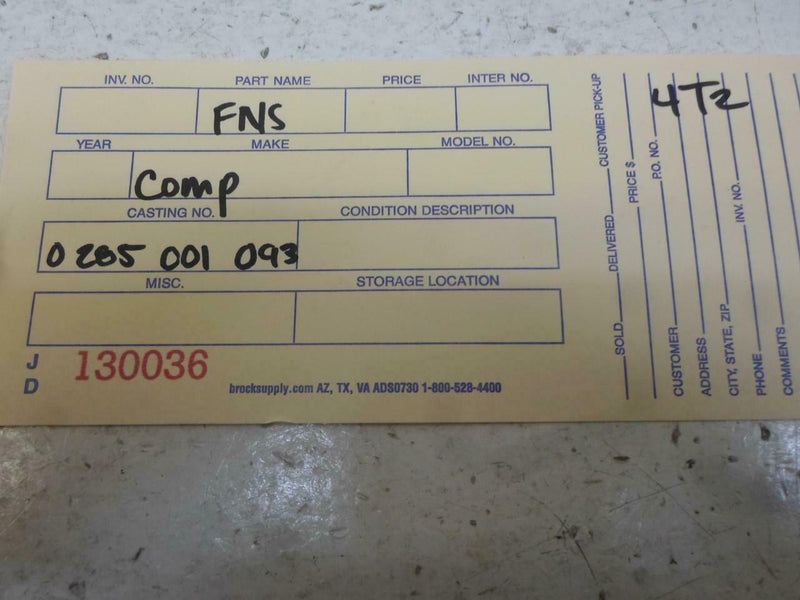 INV. NO. PART NAME PRICE INTER NO.
FNS
YEAR MAKE MODEL NO.
Comp
CASTING NO. CONDITION DESCRIPTION
0 285 001 093
MISC. STORAGE LOCATION
J
D
130036
brocksupply.com AZ, TX, VA ADS0730 1-800-528-4400
SOLD DELIVERED CUSTOMER PICK-UP
PRICE $
P.O. NO.
4T2
CUSTOMER
ADDRESS
CITY, STATE, ZIP
INV. NO.
PHONE
COMMENTS